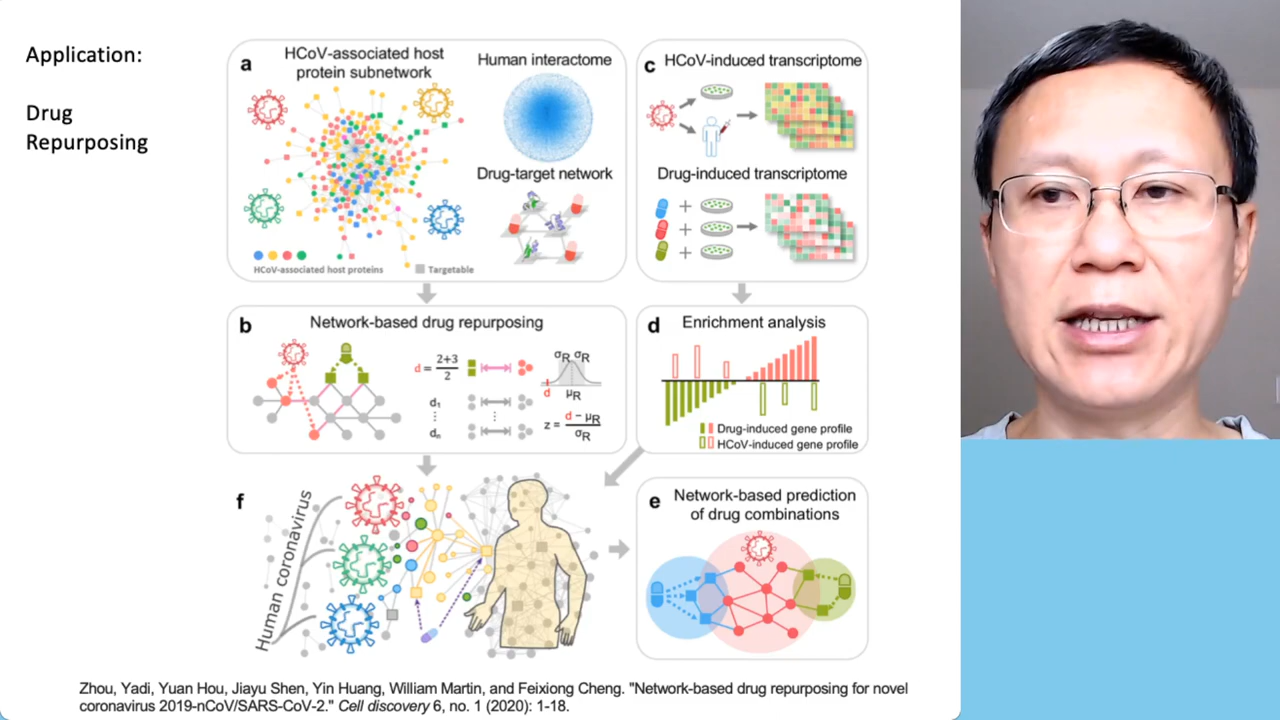 Application:
Drug
Repurposing
a
HCoV-associated host
protein subnetwork
Human interactome
Drug-target network
HCoV-associated host proteins
Targetable
c
HCoV-induced transcriptome
Drug-induced transcriptome
+
+
+
b
Network-based drug repurposing
d = 2+3
2
d₁
⋮
dₙ
⋮
σR σR
d
μR
z = d − μR
σR
d
Enrichment analysis
Drug-induced gene profile
HCoV-induced gene profile
f
Human coronavirus
e
Network-based prediction
of drug combinations
Zhou, Yadi, Yuan Hou, Jiayu Shen, Yin Huang, William Martin, and Feixiong Cheng. "Network-based drug repurposing for novel
coronavirus 2019-nCoV/SARS-CoV-2." Cell discovery 6, no. 1 (2020): 1-18.